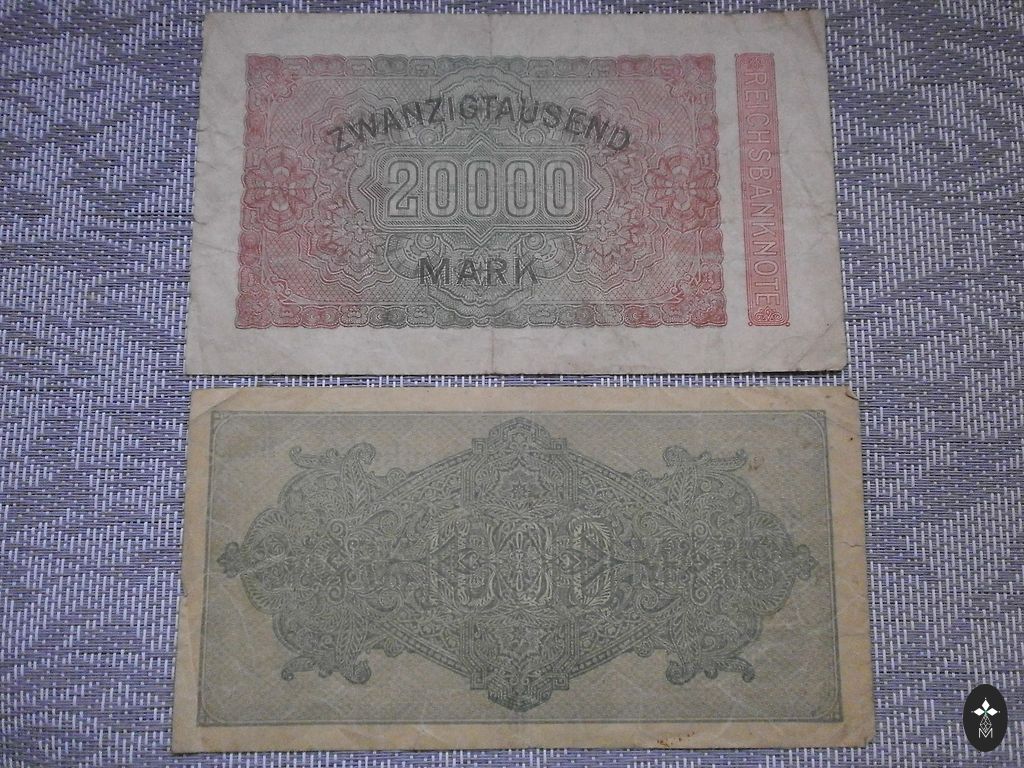 ZWANZIGTAUSEND
20000
MARK
REICHSBANKNOTE